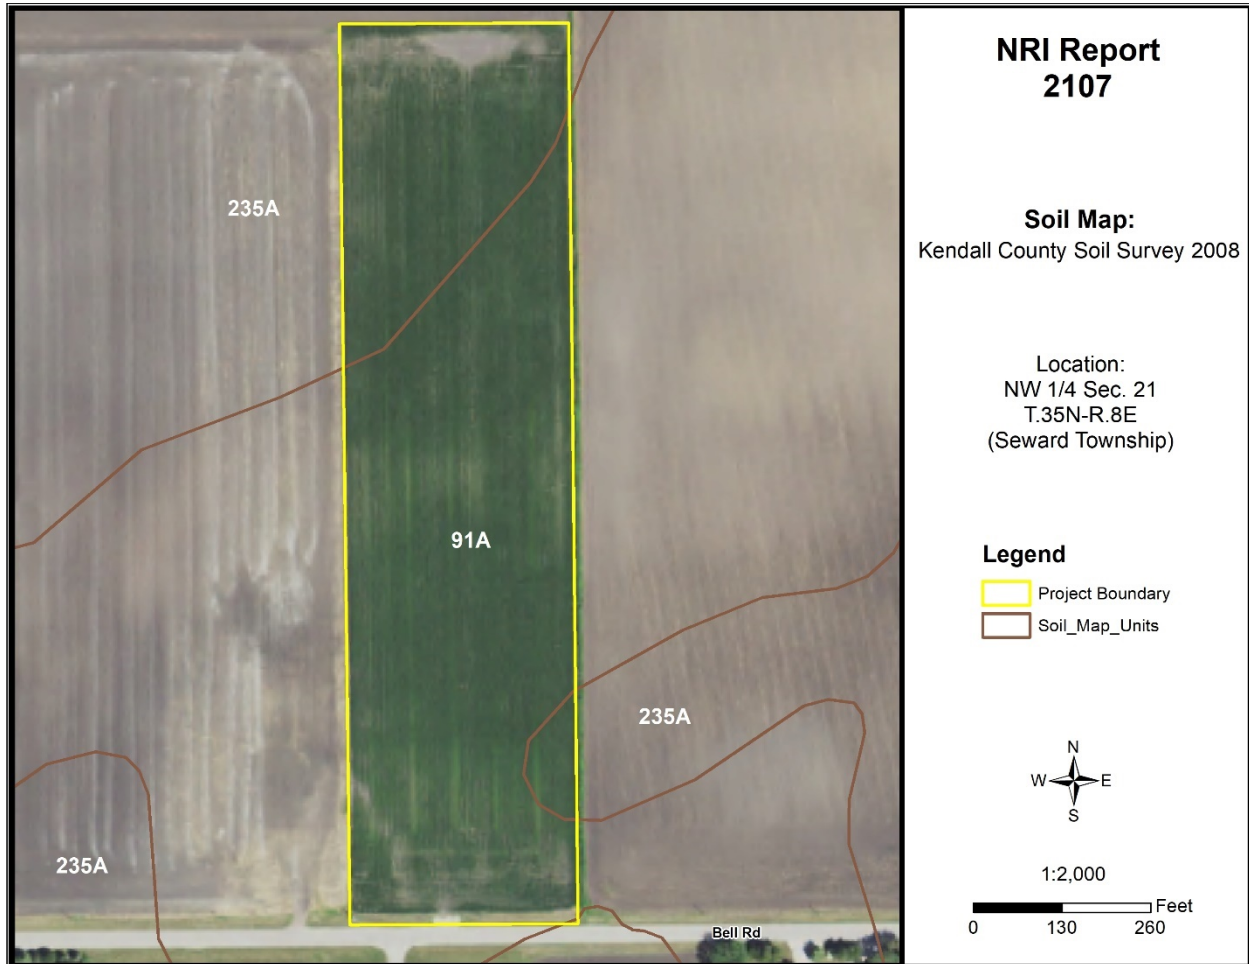 NRI Report
2107
Soil Map:
Kendall County Soil Survey 2008
Location:
NW 1/4 Sec. 21
T.35N-R.8E
(Seward Township)
Legend
Project Boundary
Soil_Map_Units
N
W E
S
1:2,000
Feet
0 130 260
235A
91A
235A
235A
Bell Rd